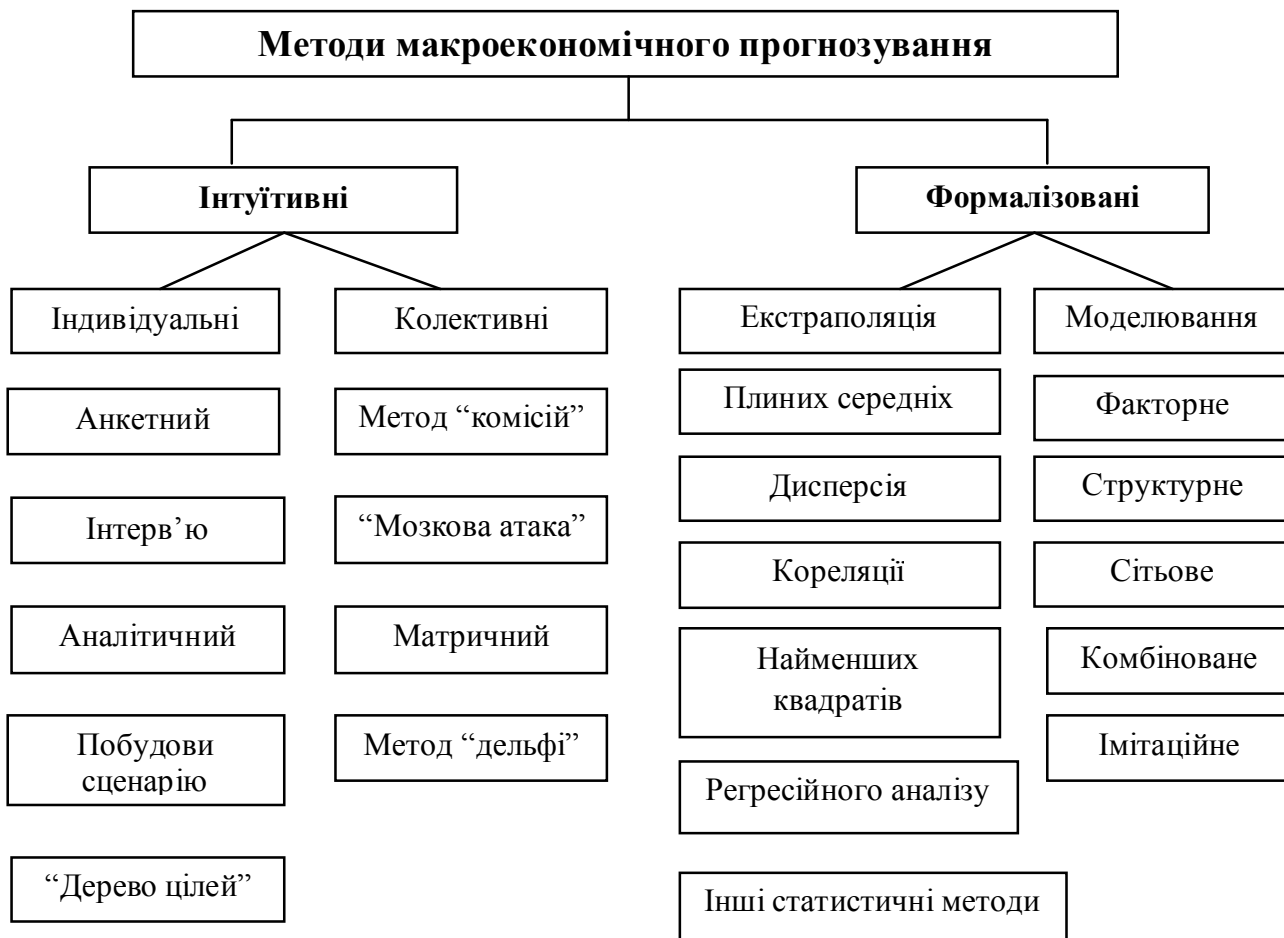 Методи макроекономічного прогнозування
Інтуїтивні
Формалізовані
Індивідуальні
Анкетний
Інтерв’ю
Аналітичний
Побудови
сценарію
“Дерево цілей”
Колективні
Метод “комісій”
“Мозкова атака”
Матричний
Метод “дельфі”
Екстраполяція
Плиних середніх
Дисперсія
Кореляції
Найменших
квадратів
Регресійного аналізу
Інші статистичні методи
Моделювання
Факторне
Структурне
Сітьове
Комбіноване
Імітаційне